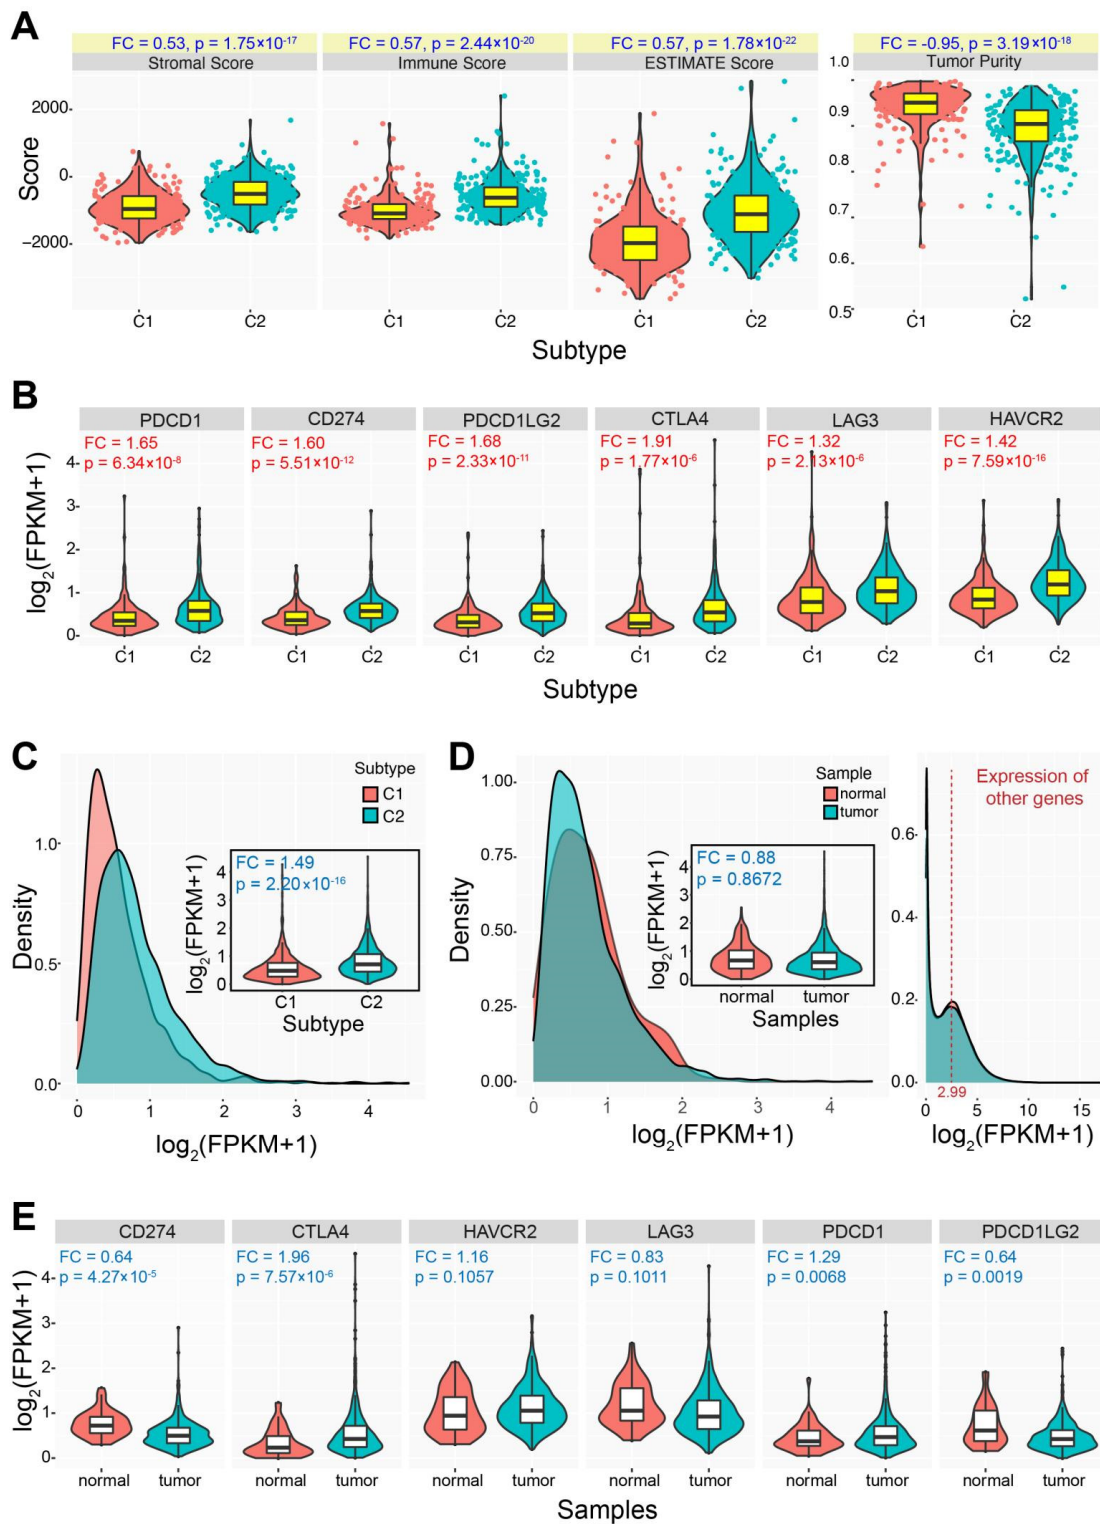 A
FC = 0.53, p = 1.75×10⁻¹⁷
FC = 0.57, p = 2.44×10⁻²⁰
FC = 0.57, p = 1.78×10⁻²²
FC = -0.95, p = 3.19×10⁻¹⁸
Stromal Score
Immune Score
ESTIMATE Score
Tumor Purity
Score
2000
0
−2000
1.0
0.9
0.8
0.7
0.6
0.5
C1 C2 C1 C2 C1 C2 C1 C2
Subtype
B
PDCD1
CD274
PDCD1LG2
CTLA4
LAG3
HAVCR2
FC = 1.65
p = 6.34×10⁻⁸
FC = 1.60
p = 5.51×10⁻¹²
FC = 1.68
p = 2.33×10⁻¹¹
FC = 1.91
p = 1.77×10⁻⁶
FC = 1.32
p = 2.13×10⁻⁶
FC = 1.42
p = 7.59×10⁻¹⁶
log₂(FPKM+1)
4
3
2
1
0
C1 C2 C1 C2 C1 C2 C1 C2 C1 C2 C1 C2
Subtype
C
Density
1.0
0.5
0.0
Subtype
C1
C2
FC = 1.49
p = 2.20×10⁻¹⁶
log₂(FPKM+1)
4
3
2
1
0
C1 C2
Subtype
0 1 2 3 4
log₂(FPKM+1)
D
Density
1.00
0.75
0.50
0.25
0.00
Sample
normal
tumor
FC = 0.88
p = 0.8672
log₂(FPKM+1)
4
3
2
1
0
normal tumor
Samples
0 1 2 3 4
log₂(FPKM+1)
Expression of
other genes
0.6
0.4
0.2
0.0
2.99
0 5 10 15
log₂(FPKM+1)
E
CD274
CTLA4
HAVCR2
LAG3
PDCD1
PDCD1LG2
FC = 0.64
p = 4.27×10⁻⁵
FC = 1.96
p = 7.57×10⁻⁶
FC = 1.16
p = 0.1057
FC = 0.83
p = 0.1011
FC = 1.29
p = 0.0068
FC = 0.64
p = 0.0019
log₂(FPKM+1)
4
3
2
1
0
normal tumor normal tumor normal tumor normal tumor normal tumor normal tumor
Samples